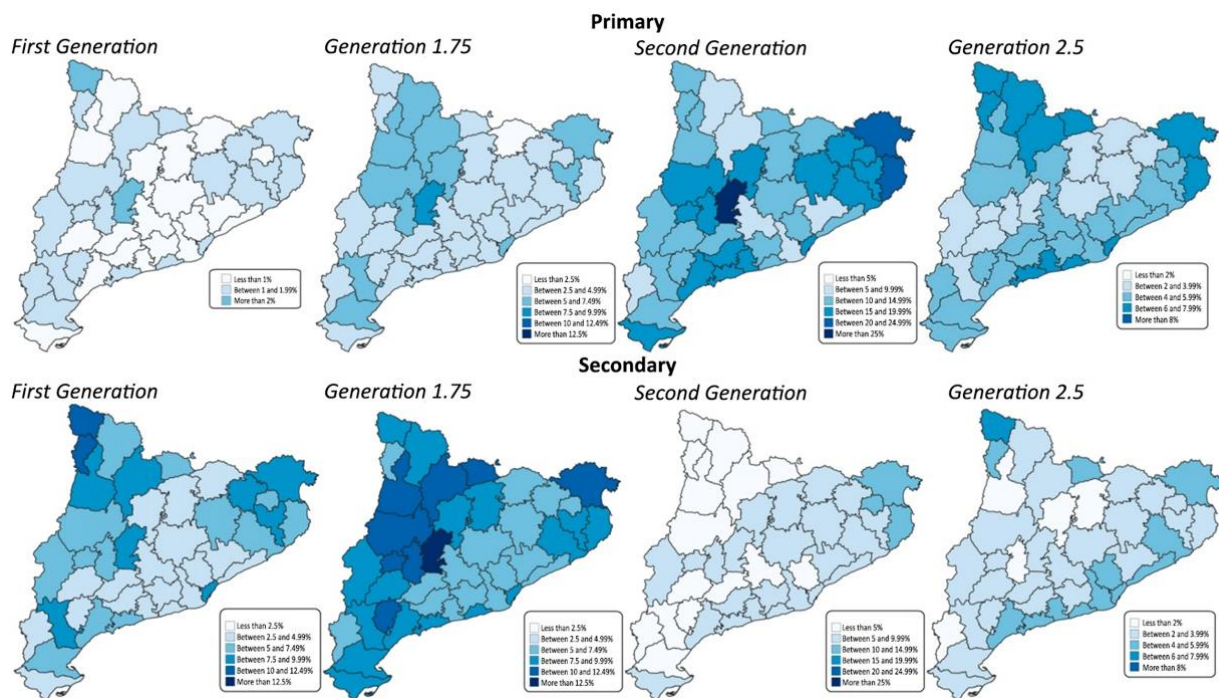 Primary
First Generation
Generation 1.75
Second Generation
Generation 2.5
Less than 1%
Between 1 and 1.99%
More than 2%
Less than 2.5%
Between 2.5 and 4.99%
Between 5 and 7.49%
Between 7.5 and 9.99%
Between 10 and 12.49%
More than 12.5%
Less than 5%
Between 5 and 9.99%
Between 10 and 14.99%
Between 15 and 19.99%
Between 20 and 24.99%
More than 25%
Less than 2%
Between 2 and 3.99%
Between 4 and 5.99%
Between 6 and 7.99%
More than 8%
Secondary
First Generation
Generation 1.75
Second Generation
Generation 2.5
Less than 2.5%
Between 2.5 and 4.99%
Between 5 and 7.49%
Between 7.5 and 9.99%
Between 10 and 12.49%
More than 12.5%
Less than 2.5%
Between 2.5 and 4.99%
Between 5 and 7.49%
Between 7.5 and 9.99%
Between 10 and 12.49%
More than 12.5%
Less than 5%
Between 5 and 9.99%
Between 10 and 14.99%
Between 15 and 19.99%
Between 20 and 24.99%
More than 25%
Less than 2%
Between 2 and 3.99%
Between 4 and 5.99%
Between 6 and 7.99%
More than 8%